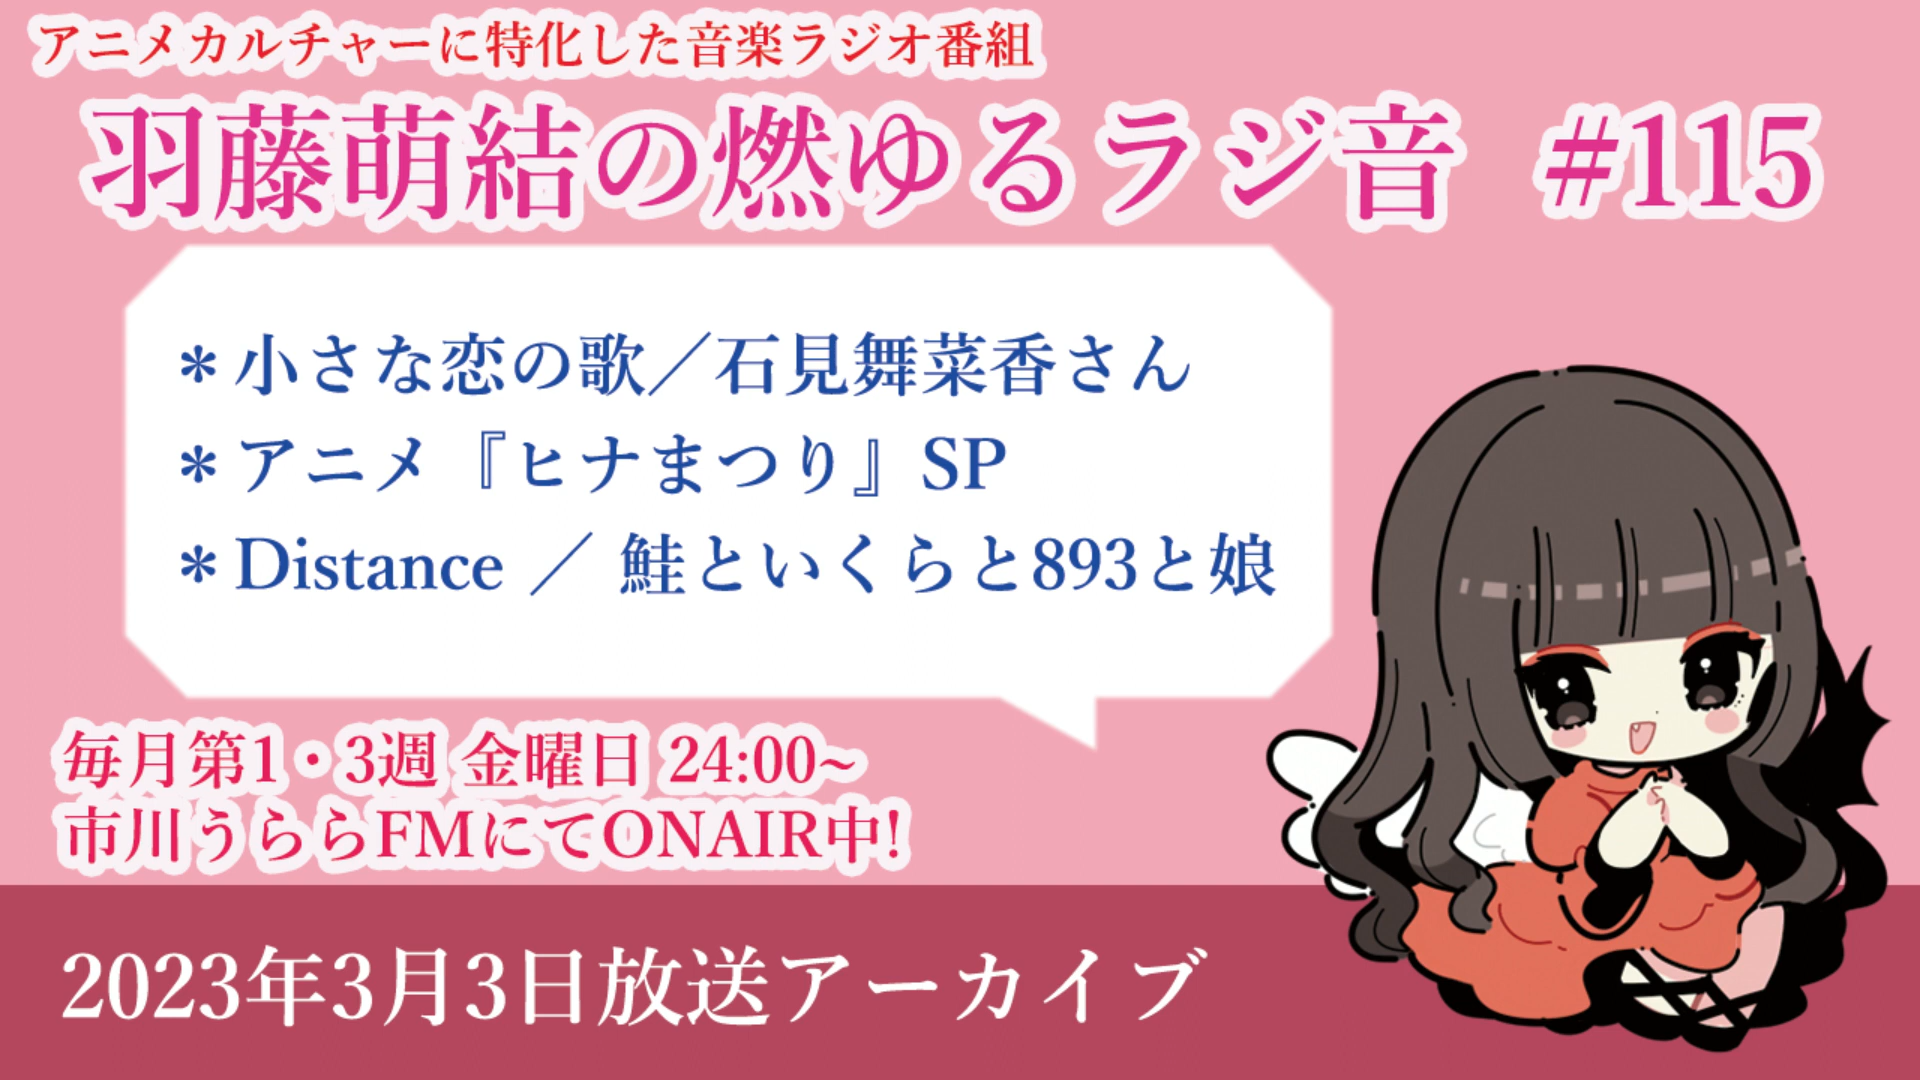 アニメカルチャーに特化した音楽ラジオ番組
羽藤萌結の燃ゆるラジ音 #115
＊小さな恋の歌／石見舞菜香さん
＊アニメ『ヒナまつり』SP
＊Distance ／ 鮭といくらと893と娘
毎月第1・3週 金曜日 24:00~
市川うららFMにてONAIR中!
2023年3月3日放送アーカイブ